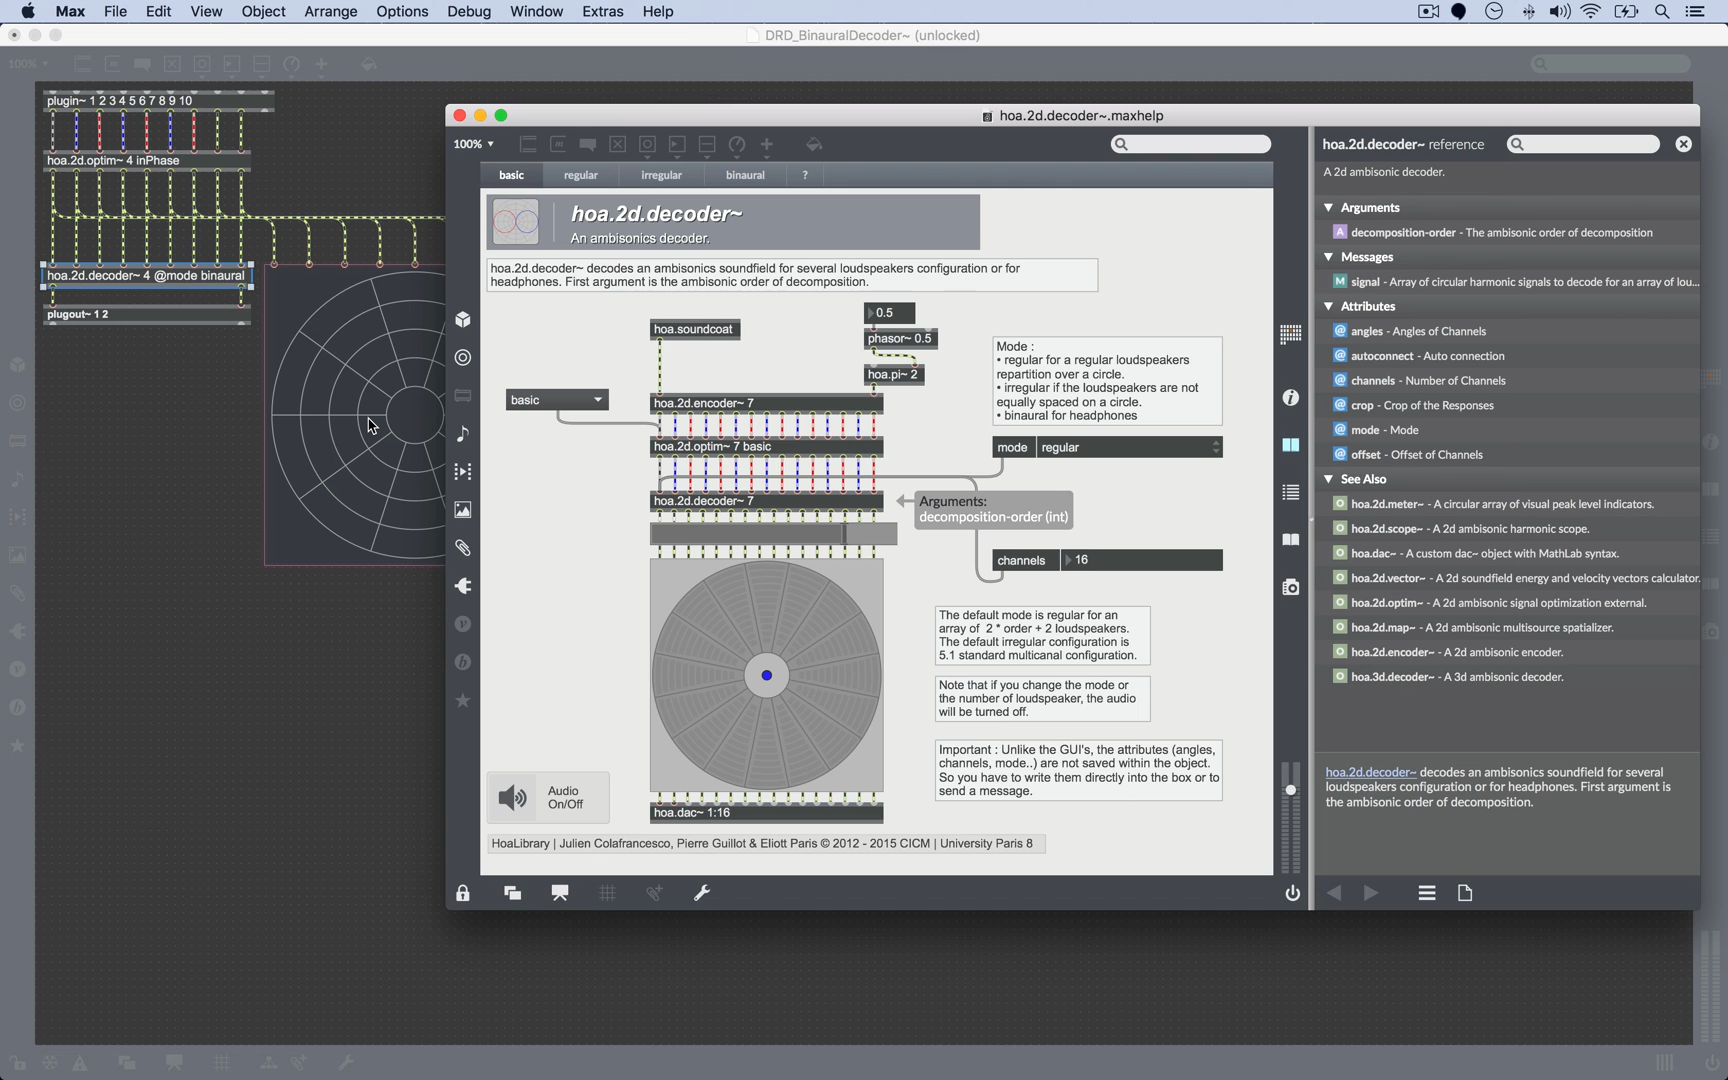 Max File Edit View Object Arrange Options Debug Window Extras Help
DRD_BinauralDecoder~ (unlocked)
100%
plugin~ 1 2 3 4 5 6 7 8 9 10
hoa.2d.optim~ 4 inPhase
hoa.2d.decoder~ 4 @mode binaural
plugout~ 1 2
hoa.2d.decoder~.maxhelp
100%
basic regular irregular binaural ?
hoa.2d.decoder~
An ambisonics decoder.
hoa.2d.decoder~ decodes an ambisonics soundfield for several loudspeakers configuration or for
headphones. First argument is the ambisonic order of decomposition.
0.5
hoa.soundcoat
phasor~ 0.5
hoa.pi~ 2
Mode :
• regular for a regular loudspeakers
repartition over a circle.
• irregular if the loudspeakers are not
equally spaced on a circle.
• binaural for headphones
basic
hoa.2d.encoder~ 7
hoa.2d.optim~ 7 basic
mode regular
hoa.2d.decoder~ 7
Arguments:
decomposition-order (int)
channels 16
The default mode is regular for an
array of 2 * order + 2 loudspeakers.
The default irregular configuration is
5.1 standard multicanal configuration.
Note that if you change the mode or
the number of loudspeaker, the audio
will be turned off.
Important : Unlike the GUI's, the attributes (angles,
channels, mode..) are not saved within the object.
So you have to write them directly into the box or to
send a message.
Audio
On/Off
hoa.dac~ 1:16
HoaLibrary | Julien Colafrancesco, Pierre Guillot & Eliott Paris © 2012 - 2015 CICM | University Paris 8
hoa.2d.decoder~ reference
A 2d ambisonic decoder.
Arguments
A decomposition-order - The ambisonic order of decomposition
Messages
M signal - Array of circular harmonic signals to decode for an array of lou...
Attributes
@ angles - Angles of Channels
@ autoconnect - Auto connection
@ channels - Number of Channels
@ crop - Crop of the Responses
@ mode - Mode
@ offset - Offset of Channels
See Also
O hoa.2d.meter~ - A circular array of visual peak level indicators.
O hoa.2d.scope~ - A 2d ambisonic harmonic scope.
O hoa.dac~ - A custom dac~ object with MathLab syntax.
O hoa.2d.vector~ - A 2d soundfield energy and velocity vectors calculator.
O hoa.2d.optim~ - A 2d ambisonic signal optimization external.
O hoa.2d.map~ - A 2d ambisonic multisource spatializer.
O hoa.2d.encoder~ - A 2d ambisonic encoder.
O hoa.3d.decoder~ - A 3d ambisonic decoder.
hoa.2d.decoder~ decodes an ambisonics soundfield for several
loudspeakers configuration or for headphones. First argument is
the ambisonic order of decomposition.